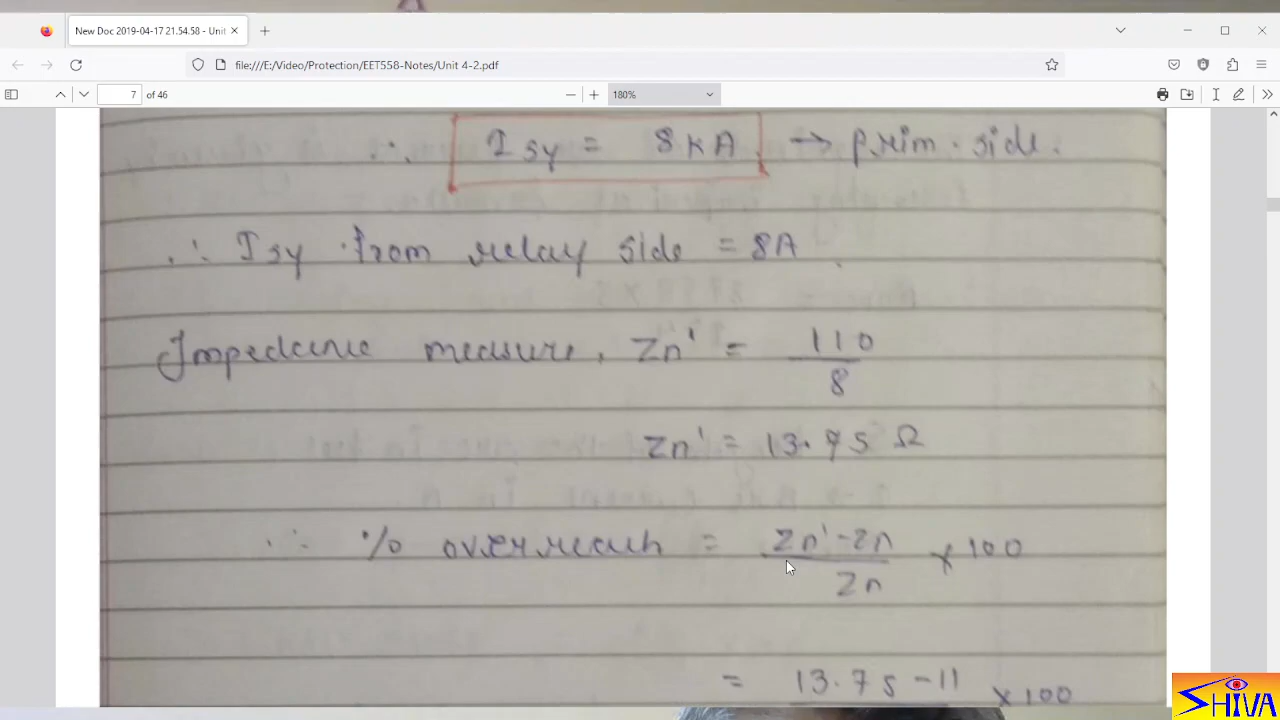 New Doc 2019-04-17 21.54.58 - Unit
file:///E:/Video/Protection/EET558-Notes/Unit 4-2.pdf
7 of 46
180%
∴ Isy = 8kA → prim. side.
∴ Isy from relay side = 8A
Impedance measure, Zn' = 110/8
Zn' = 13.75 Ω
∴ % overreach = Zn' - Zn / Zn × 100
= 13.75 - 11 × 100
SHIVA